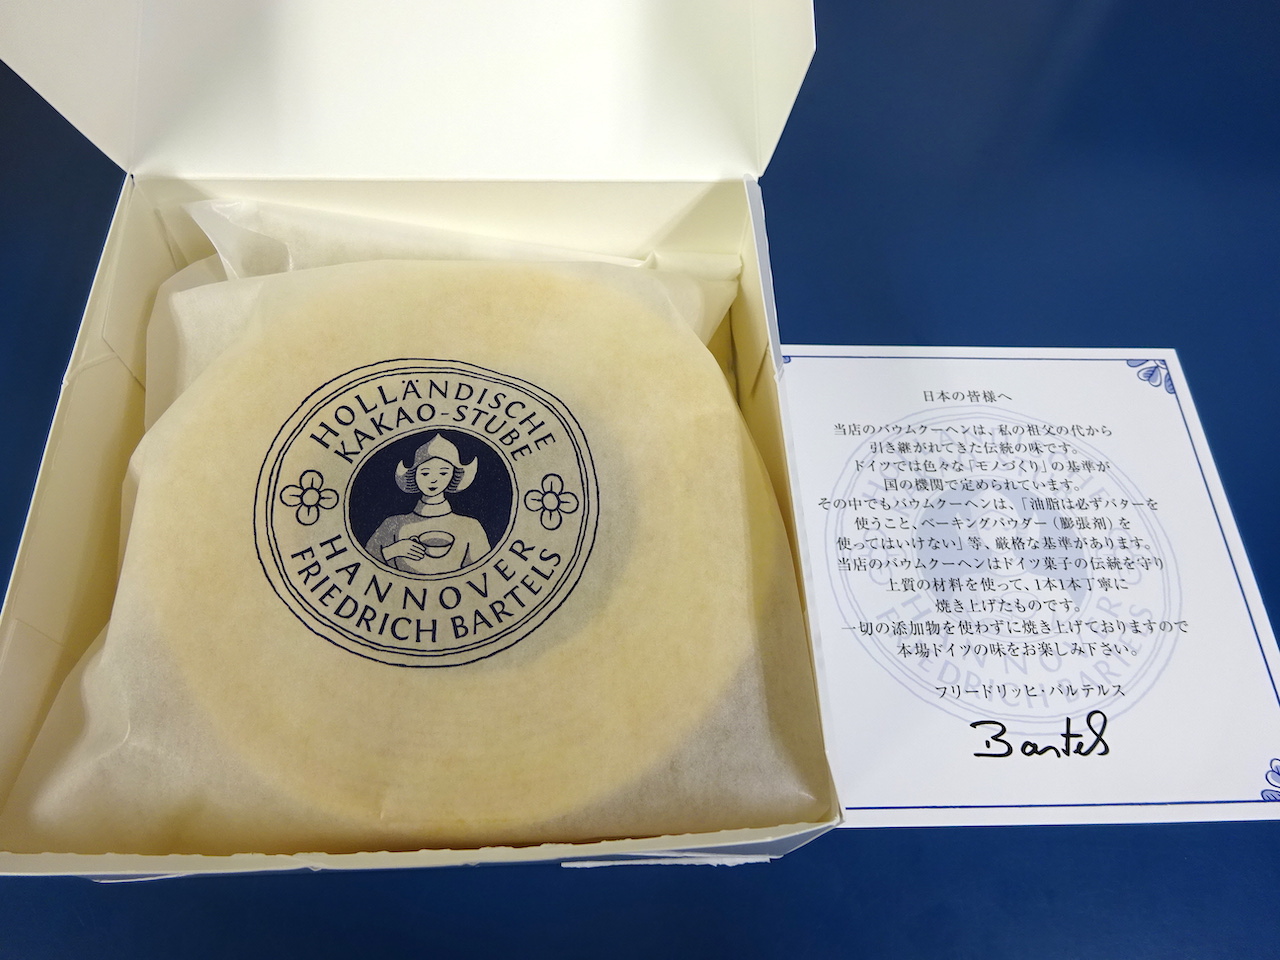 HOLLÄNDISCHE
KAKAO-STUBE
HANNOVER
FRIEDRICH BARTELS
日本の皆様へ
当店のバウムクーヘンは、私の祖父の代から
引き継がれてきた伝統の味です。
ドイツでは色々な「モノづくり」の基準が
国の機関で定められています。
その中でもバウムクーヘンは、「油脂は必ずバターを
使うこと、ベーキングパウダー（膨張剤）を
使ってはいけない」等、厳格な基準があります。
当店のバウムクーヘンはドイツ菓子の伝統を守り
上質の材料を使って、1本1本丁寧に
焼き上げたものです。
一切の添加物を使わずに焼き上げておりますので
本場ドイツの味をお楽しみ下さい。
フリードリッヒ・バルテルス
Bartels